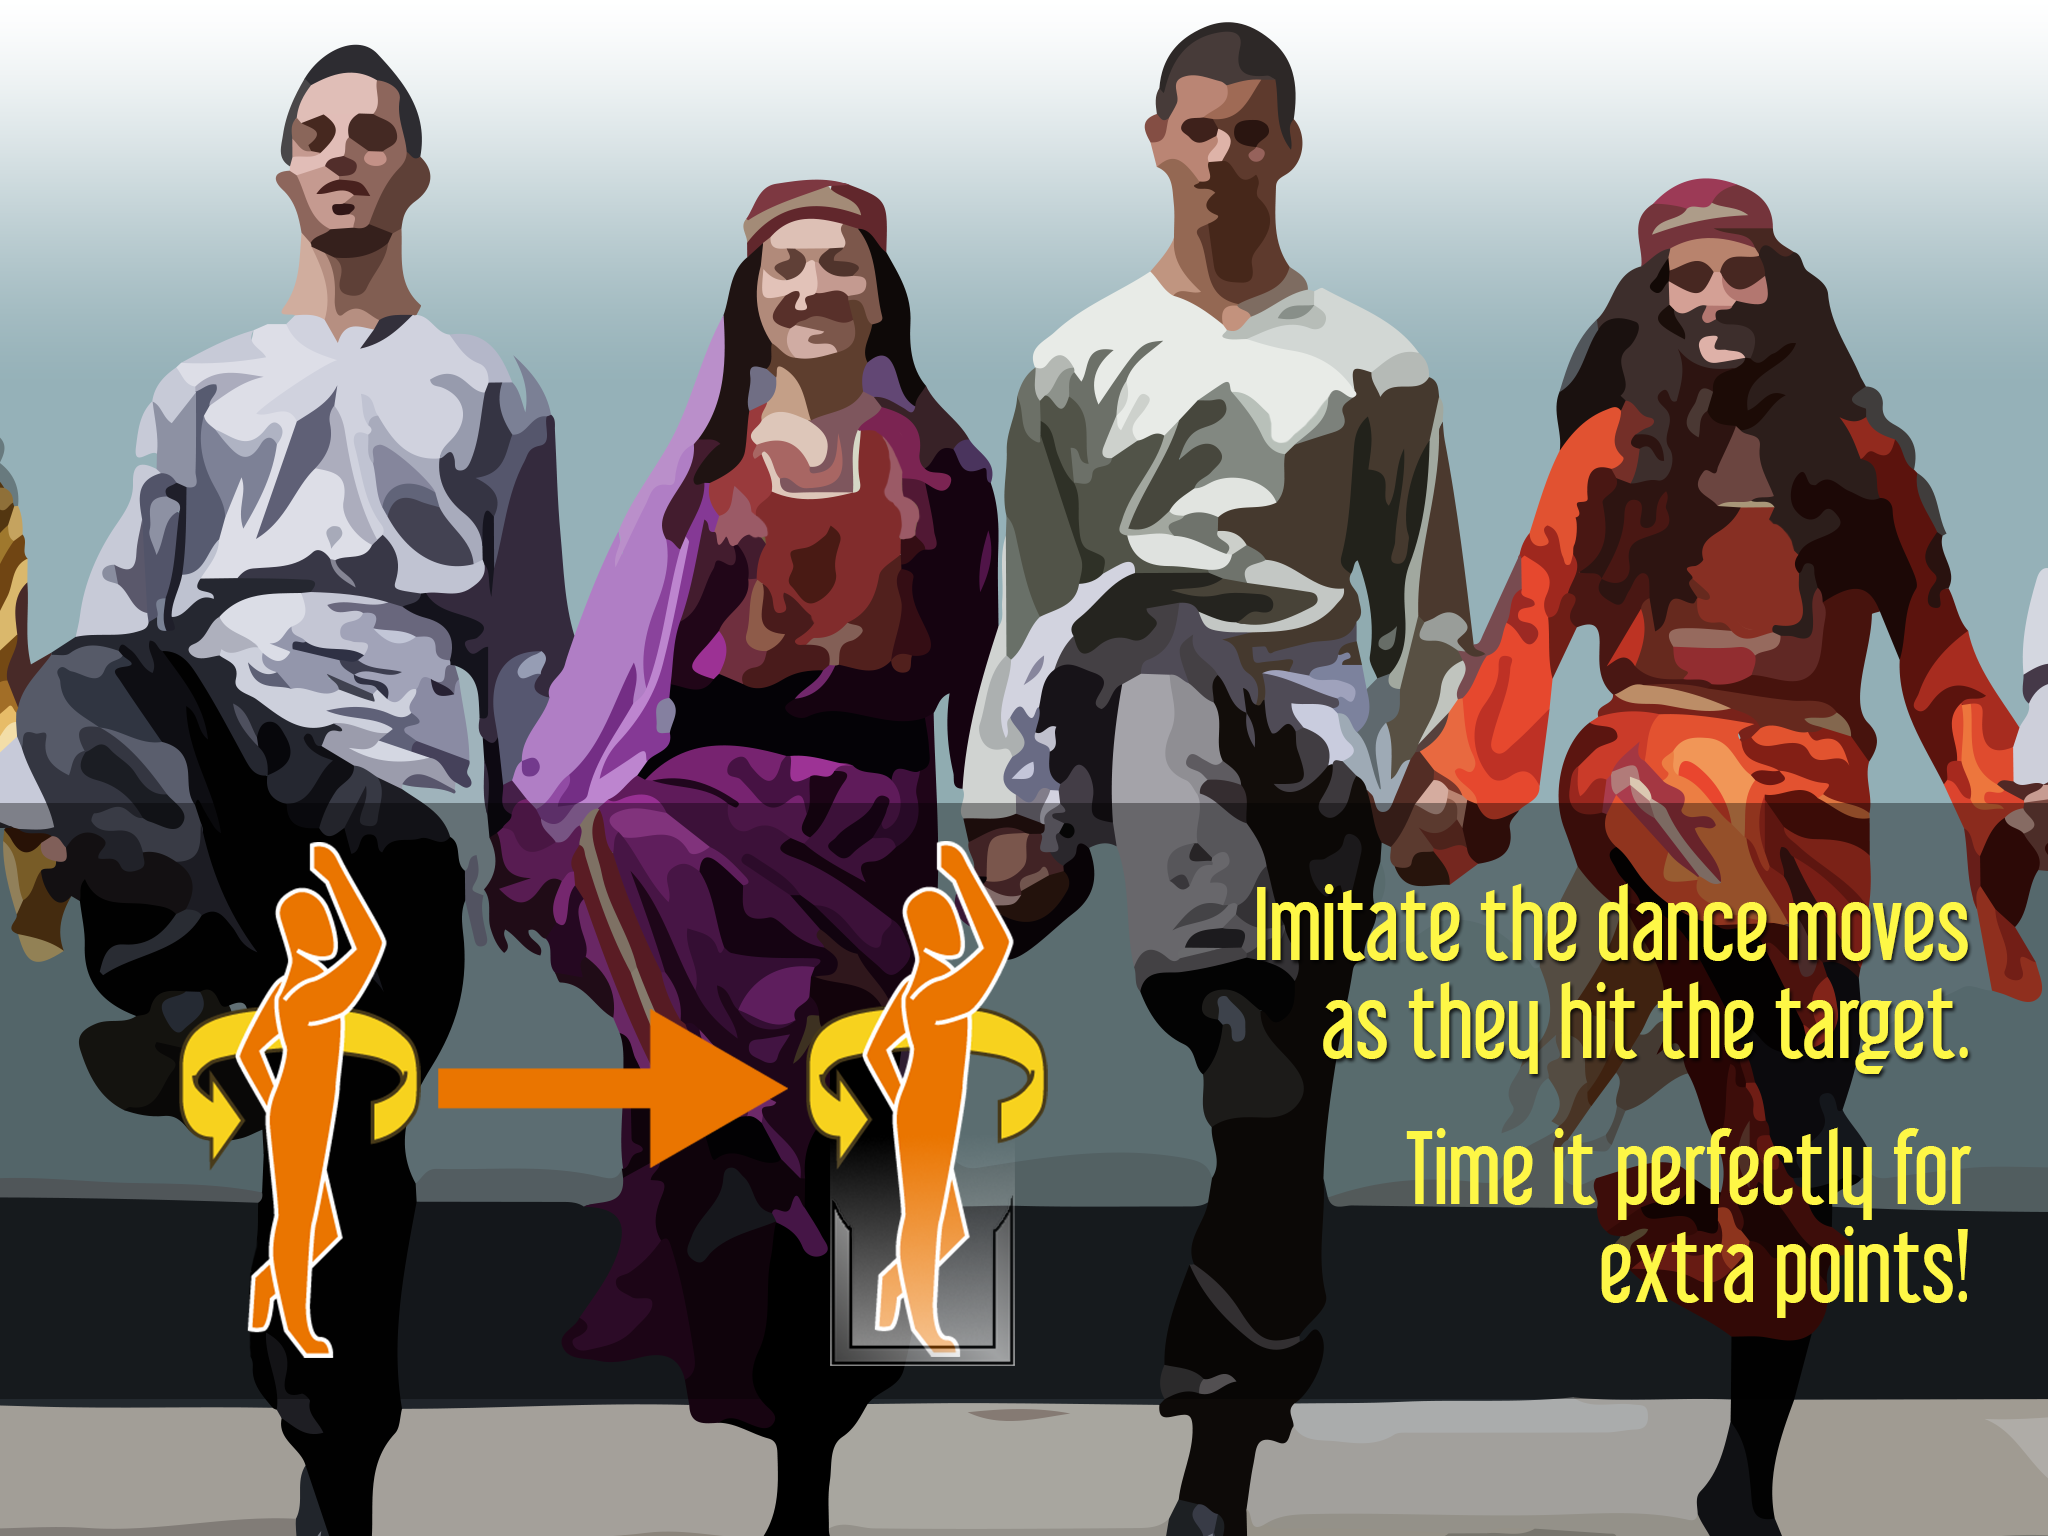 Imitate the dance moves
as they hit the target.
Time it perfectly for
extra points!